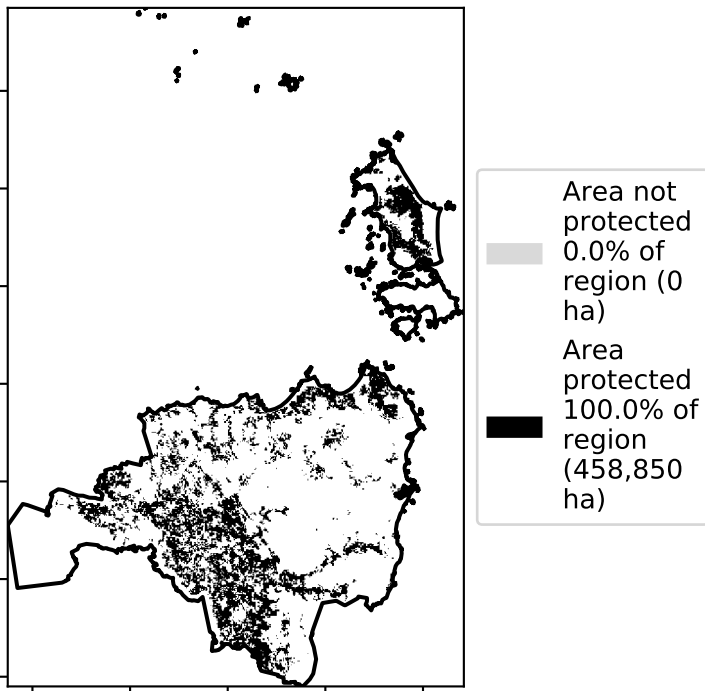 Area not
protected
0.0% of
region (0
ha)
Area
protected
100.0% of
region
(458,850
ha)